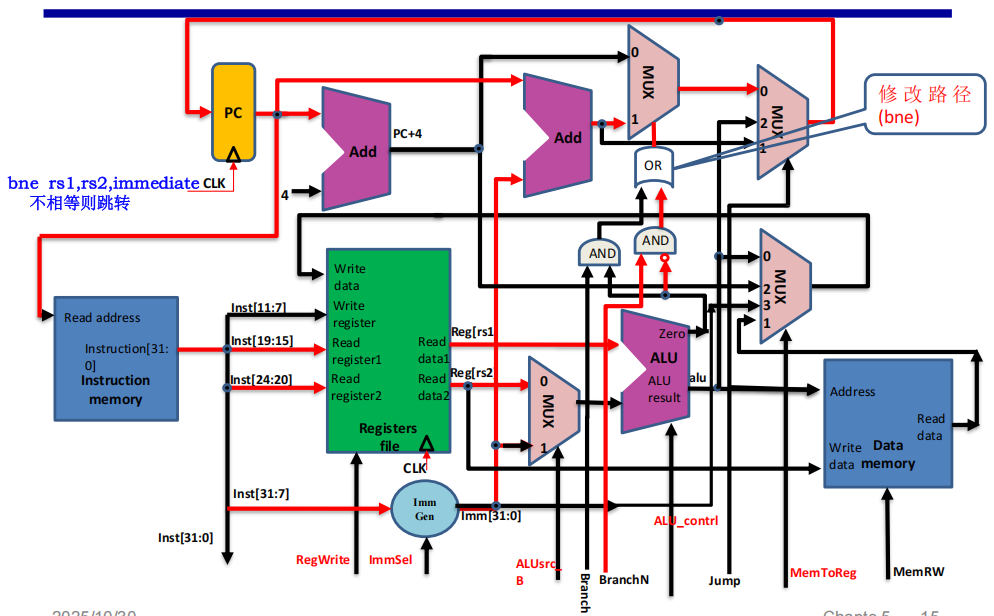 PC
CLK
bne rs1,rs2,immediate
不相等则跳转
4
Add
PC+4
Add
0
MUX
1
0
2
MUX
1
修改路径
(bne)
OR
AND
AND
Read address
Instruction[31:
0]
Instruction
memory
Inst[11:7]
Inst[19:15]
Inst[24:20]
Inst[31:7]
Inst[31:0]
Write
data
Write
register
Read
register1
Read
register2
Read
data1
Read
data2
Registers
file
CLK
Reg[rs1
Reg[rs2
0
MUX
1
Zero
ALU
ALU
result
alu
0
2
MUX
3
1
Address
Read
data
Write
data
Data
memory
Imm
Gen
Imm[31:0]
RegWrite
ImmSel
ALUsrc_
B
Branch
BranchN
ALU_contrl
Jump
MemToReg
MemRW